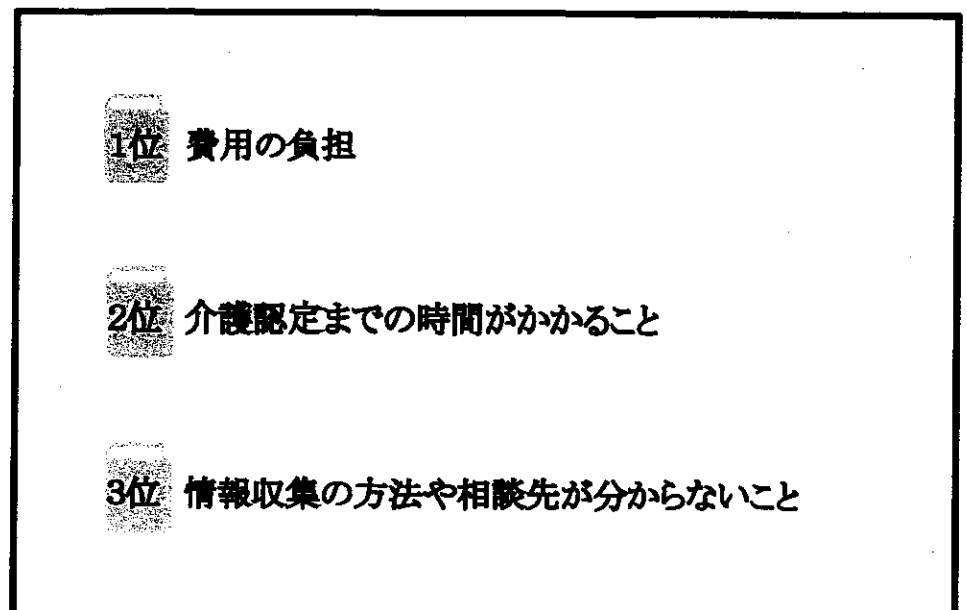 1位 費用の負担
2位 介護認定までの時間がかかること
3位 情報収集の方法や相談先が分からないこと